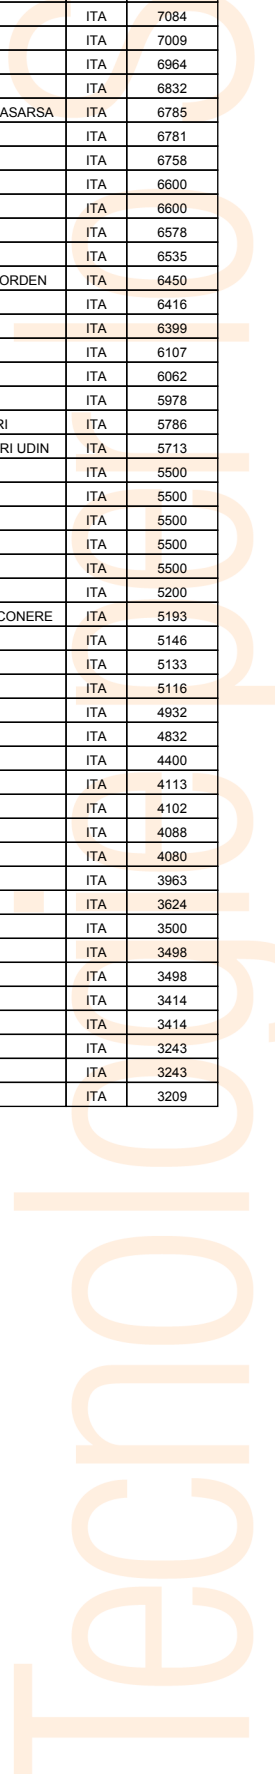 ITA 7084
ITA 7009
ITA 6964
ITA 6832
ASARSA ITA 6785
ITA 6781
ITA 6758
ITA 6600
ITA 6600
ITA 6578
ITA 6535
ORDEN ITA 6450
ITA 6416
ITA 6399
ITA 6107
ITA 6062
ITA 5978
RI ITA 5786
RI UDIN ITA 5713
ITA 5500
ITA 5500
ITA 5500
ITA 5500
ITA 5500
ITA 5200
CONERE ITA 5193
ITA 5146
ITA 5133
ITA 5116
ITA 4932
ITA 4832
ITA 4400
ITA 4113
ITA 4102
ITA 4088
ITA 4080
ITA 3963
ITA 3624
ITA 3500
ITA 3498
ITA 3498
ITA 3414
ITA 3414
ITA 3243
ITA 3243
ITA 3209
Tecnologie per lo S